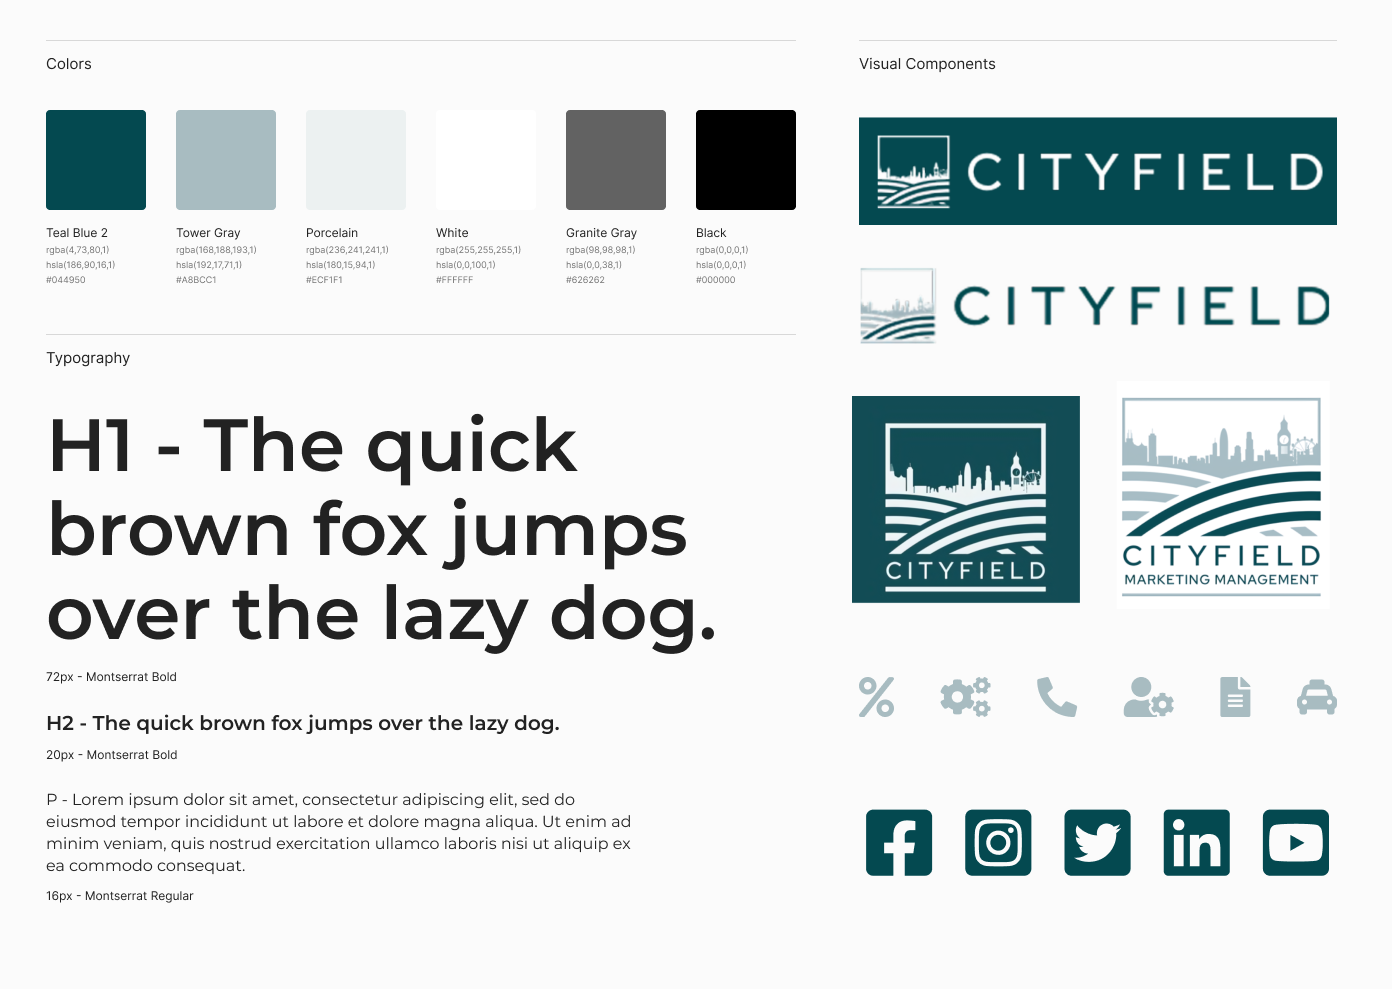 Colors
Teal Blue 2
rgba(4,73,80,1)
hsla(186,90,16,1)
#044950
Tower Gray
rgba(168,188,193,1)
hsla(192,17,71,1)
#A8BCC1
Porcelain
rgba(236,241,241,1)
hsla(180,15,94,1)
#ECF1F1
White
rgba(255,255,255,1)
hsla(0,0,100,1)
#FFFFFF
Granite Gray
rgba(98,98,98,1)
hsla(0,0,38,1)
#626262
Black
rgba(0,0,0,1)
hsla(0,0,0,1)
#000000
Typography
H1 - The quick
brown fox jumps
over the lazy dog.
72px - Montserrat Bold
H2 - The quick brown fox jumps over the lazy dog.
20px - Montserrat Bold
P - Lorem ipsum dolor sit amet, consectetur adipiscing elit, sed do
eiusmod tempor incididunt ut labore et dolore magna aliqua. Ut enim ad
minim veniam, quis nostrud exercitation ullamco laboris nisi ut aliquip ex
ea commodo consequat.
16px - Montserrat Regular
Visual Components
CITYFIELD
CITYFIELD
CITYFIELD
CITYFIELD
MARKETING MANAGEMENT